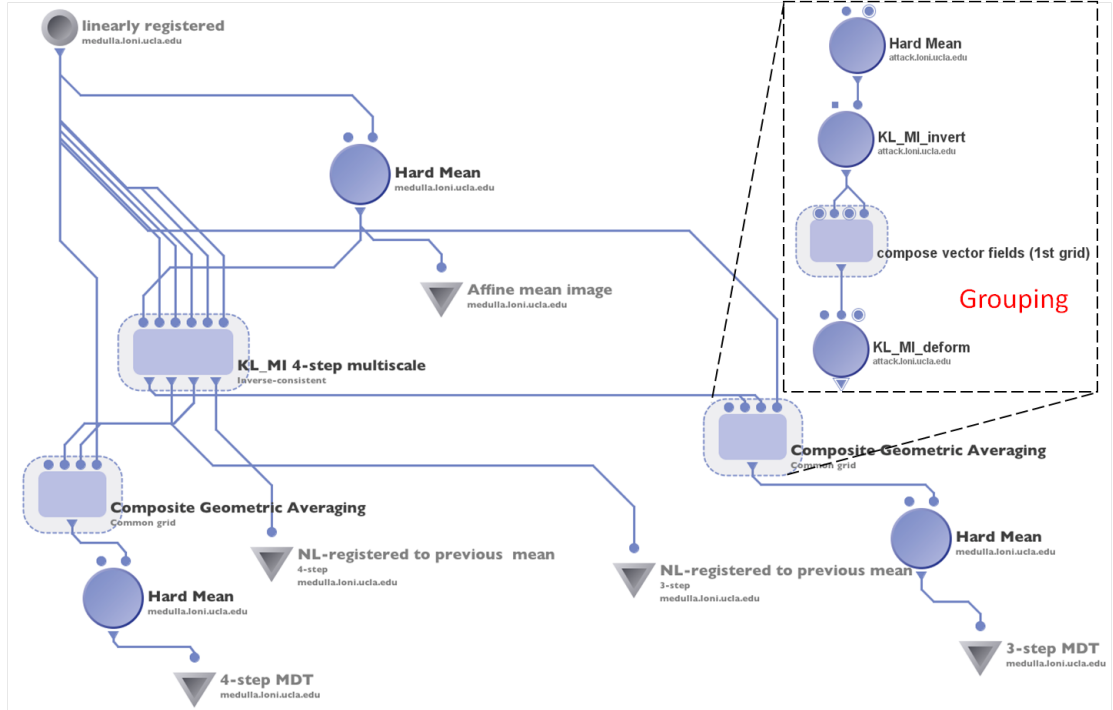 linearly registered
medulla.loni.ucla.edu
Hard Mean
attack.loni.ucla.edu
KL_MI_invert
attack.loni.ucla.edu
compose vector fields (1st grid)
Grouping
KL_MI_deform
attack.loni.ucla.edu
Hard Mean
medulla.loni.ucla.edu
Affine mean image
medulla.loni.ucla.edu
KL_MI 4-step multiscale
Inverse-consistent
Composite Geometric Averaging
Common grid
Composite Geometric Averaging
Common grid
Hard Mean
medulla.loni.ucla.edu
NL-registered to previous mean
4-step
medulla.loni.ucla.edu
NL-registered to previous mean
3-step
medulla.loni.ucla.edu
Hard Mean
medulla.loni.ucla.edu
3-step MDT
medulla.loni.ucla.edu
4-step MDT
medulla.loni.ucla.edu